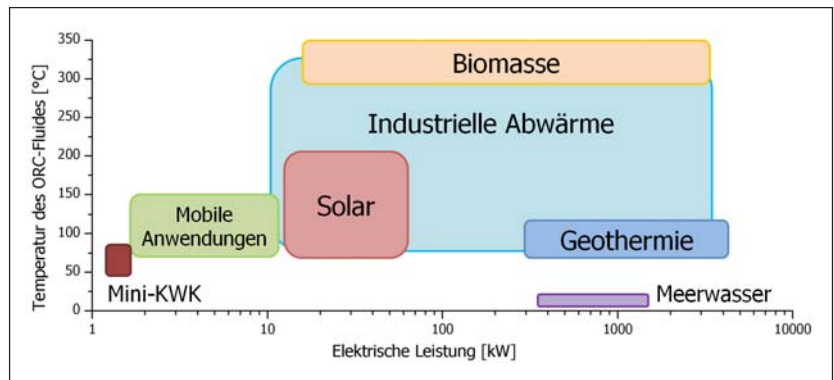 350
300
250
200
150
100
50
0
Temperatur des ORC-Fluides [°C]
Biomasse
Industrielle Abwärme
Solar
Mobile
Anwendungen
Geothermie
Mini-KWK
Meerwasser
1
10
100
1000
10000
Elektrische Leistung [kW]